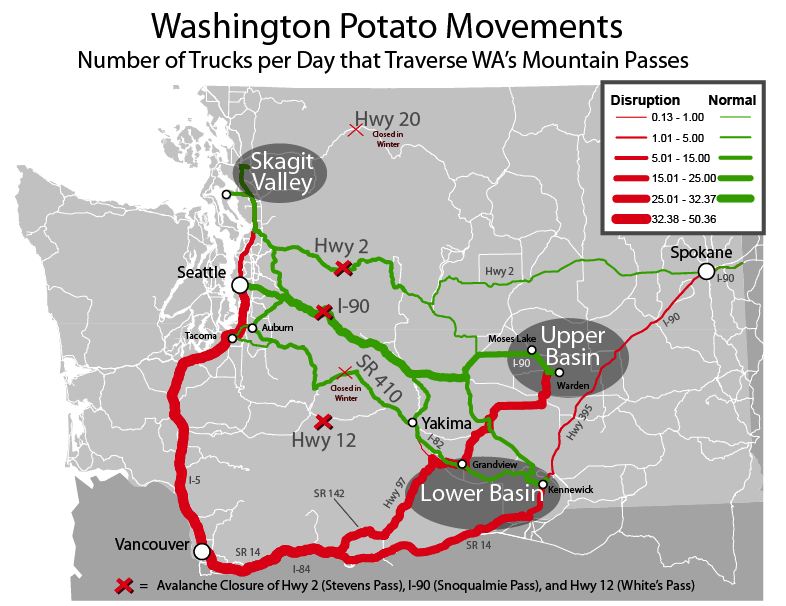 Washington Potato Movements
Number of Trucks per Day that Traverse WA's Mountain Passes
Disruption Normal
0.13 - 1.00
1.01 - 5.00
5.01 - 15.00
15.01 - 25.00
25.01 - 32.37
32.38 - 50.36
Hwy 20
Closed in
Winter
Skagit
Valley
Hwy 2
Spokane
Seattle
Hwy 2
I-90
I-90
I-90
Tacoma
Auburn
Moses Lake
Upper
Basin
I-90
Warden
SR 410
Closed in
Winter
Hwy 12
Yakima
I-82
Hwy 395
Grandview
Lower Basin
Kennewick
I-5
Hwy 97
SR 142
Vancouver
SR 14
I-84
SR 14
= Avalanche Closure of Hwy 2 (Stevens Pass), I-90 (Snoqualmie Pass), and Hwy 12 (White's Pass)